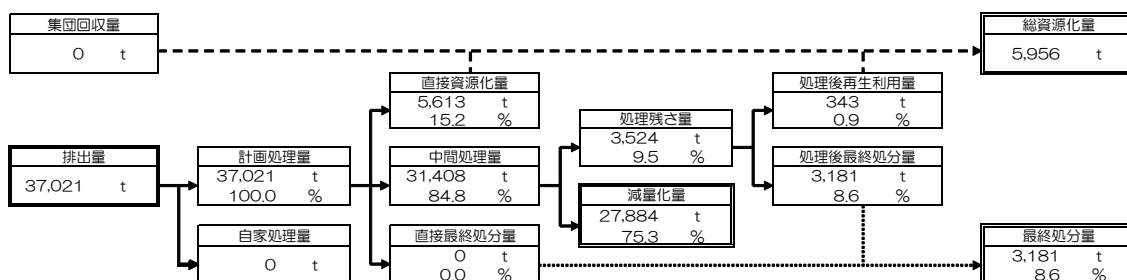 集団回収量
0 t
総資源化量
5,956 t
直接資源化量
5,613 t
15.2 %
処理後再生利用量
343 t
0.9 %
処理残さ量
3,524 t
9.5 %
排出量
37,021 t
計画処理量
37,021 t
100.0 %
中間処理量
31,408 t
84.8 %
処理後最終処分量
3,181 t
8.6 %
減量化量
27,884 t
75.3 %
自家処理量
0 t
直接最終処分量
0 t
0.0 %
最終処分量
3,181 t
8.6 %